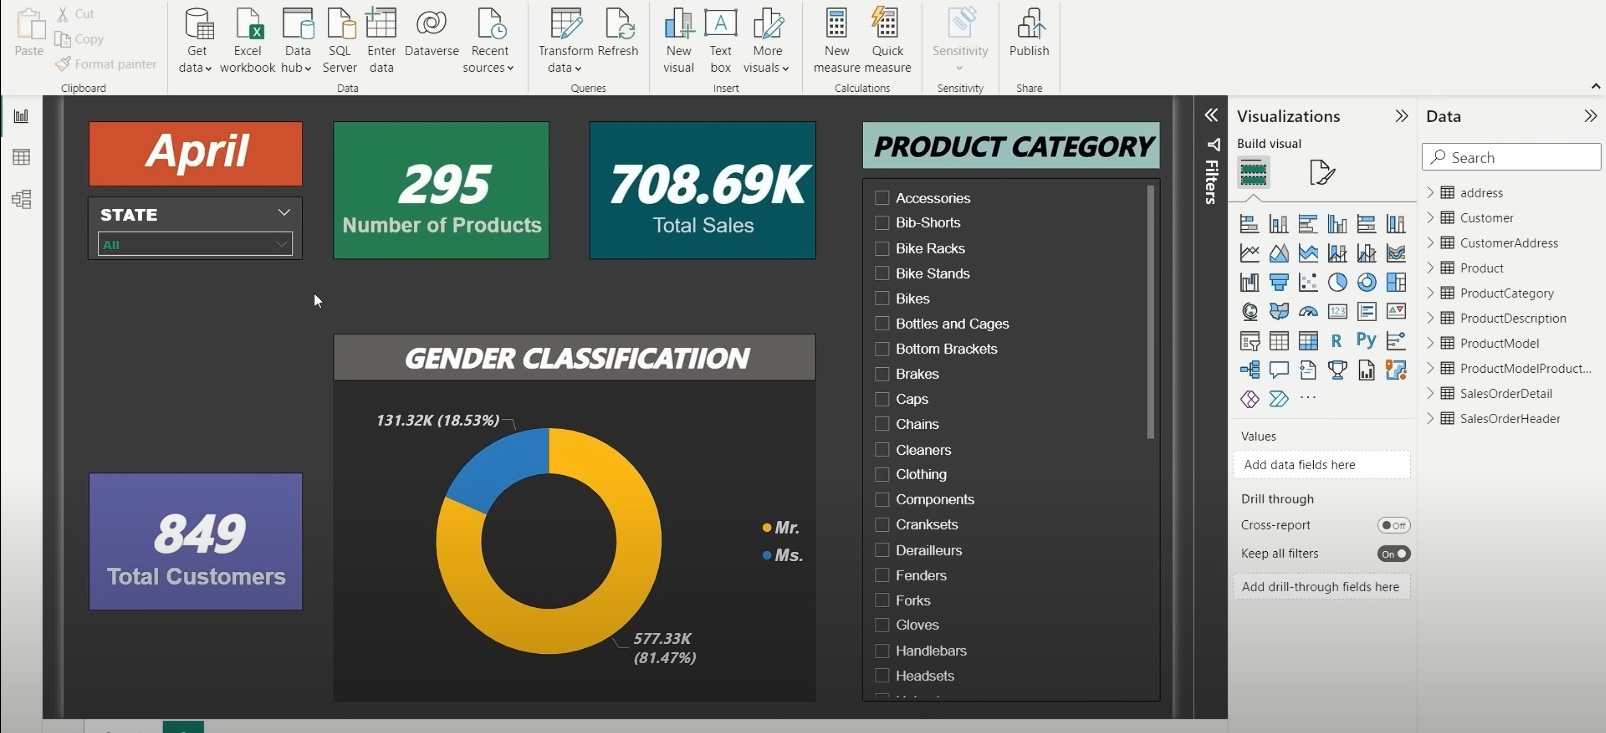 Paste
Cut
Copy
Format painter
Clipboard
Get
data
Excel
workbook
Data
hub
SQL
Server
Enter
data
Dataverse
Recent
sources
Data
Transform
data
Refresh
Queries
New
visual
Text
box
More
visuals
Insert
New
measure
Quick
measure
Calculations
Sensitivity
Sensitivity
Publish
Share
April
STATE
All
295
Number of Products
708.69K
Total Sales
849
Total Customers
GENDER CLASSIFICATIION
131.32K (18.53%)
577.33K
(81.47%)
Mr.
Ms.
PRODUCT CATEGORY
Accessories
Bib-Shorts
Bike Racks
Bike Stands
Bikes
Bottles and Cages
Bottom Brackets
Brakes
Caps
Chains
Cleaners
Clothing
Components
Cranksets
Derailleurs
Fenders
Forks
Gloves
Handlebars
Headsets
Filters
Visualizations
Build visual
123
R
Py
Values
Add data fields here
Drill through
Cross-report
Off
Keep all filters
On
Add drill-through fields here
Data
Search
address
Customer
CustomerAddress
Product
ProductCategory
ProductDescription
ProductModel
ProductModelProduct...
SalesOrderDetail
SalesOrderHeader